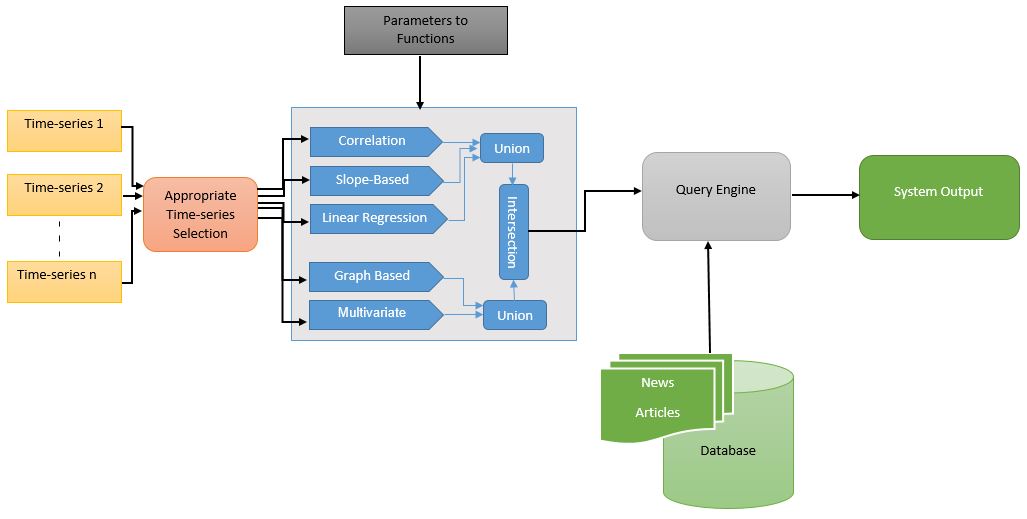 Parameters to
Functions
Time-series 1
Time-series 2
Time-series n
Appropriate
Time-series
Selection
Correlation
Slope-Based
Linear Regression
Graph Based
Multivariate
Union
Intersection
Union
Query Engine
System Output
News
Articles
Database